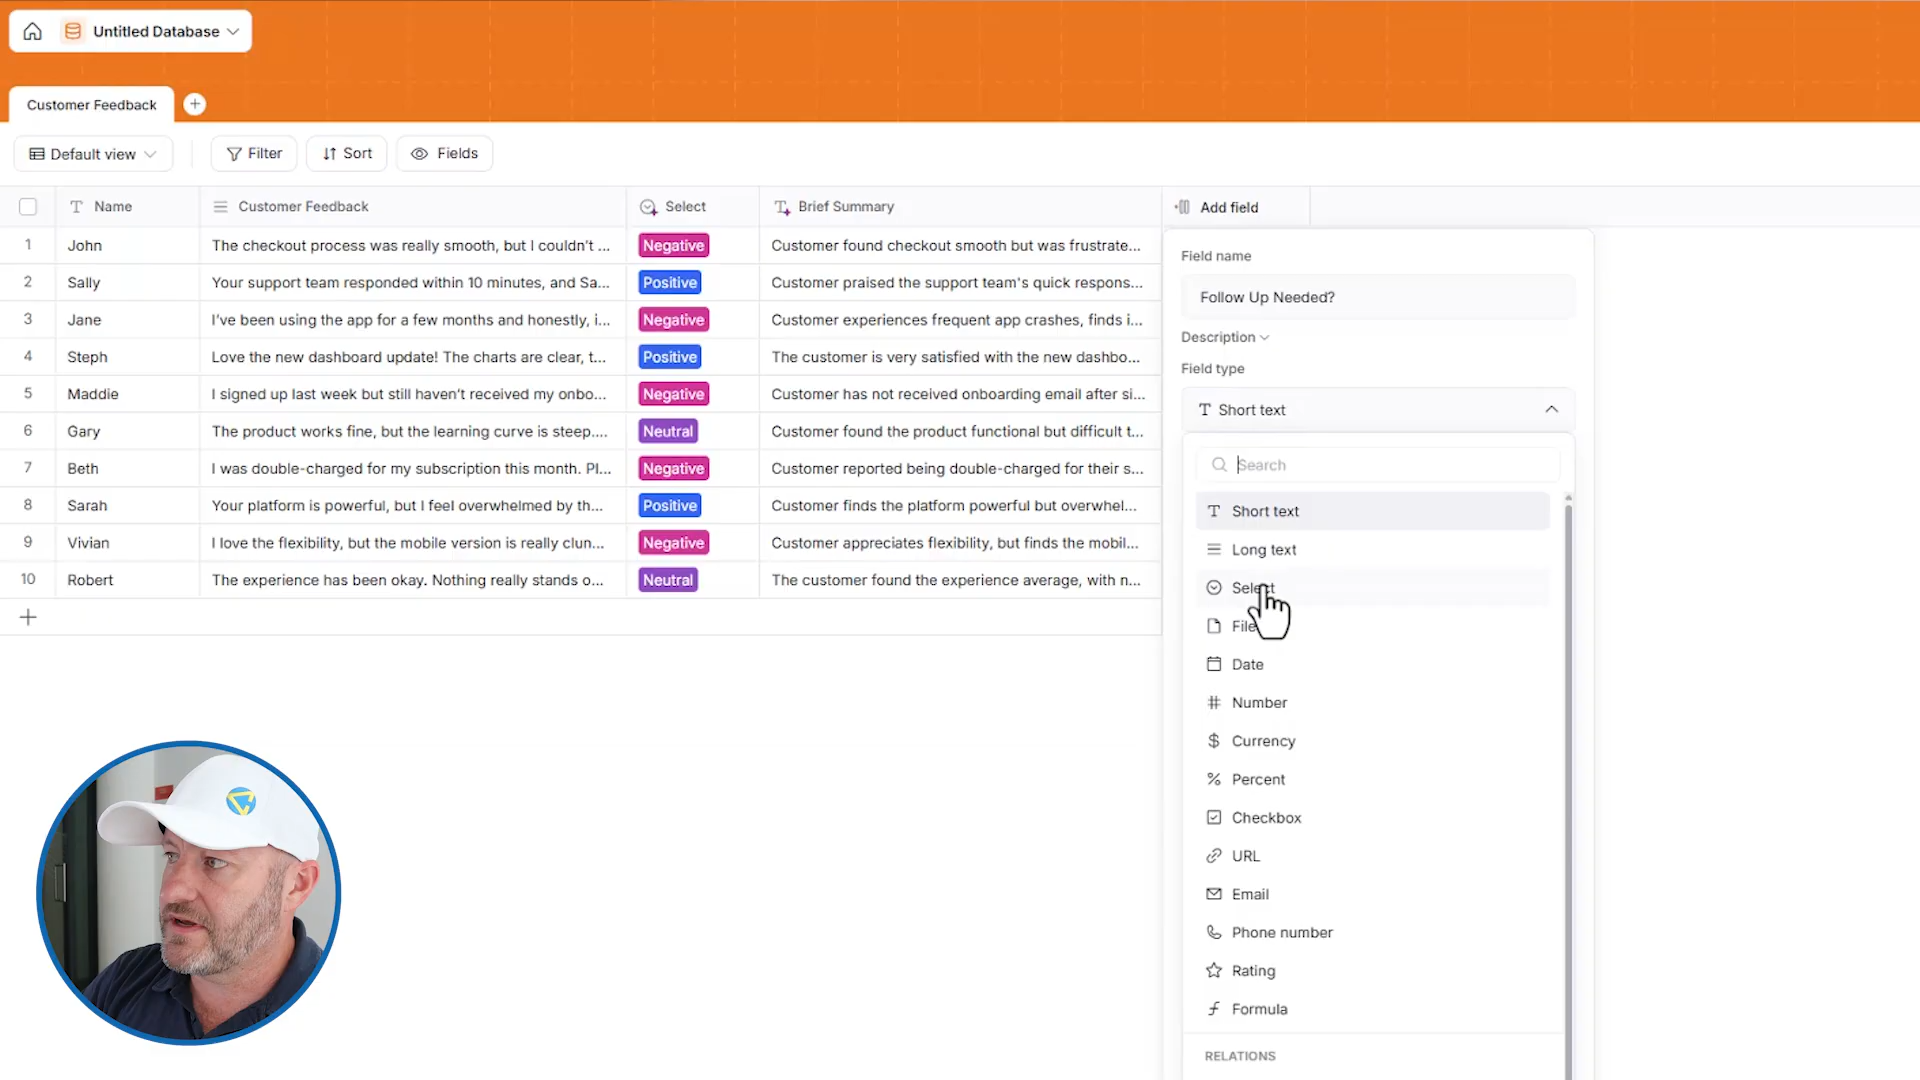 Untitled Database
Customer Feedback
Default view
Filter
Sort
Fields
Name Customer Feedback Select Brief Summary Add field
1 John The checkout process was really smooth, but I couldn't ... Negative Customer found checkout smooth but was frustrate...
2 Sally Your support team responded within 10 minutes, and Sa... Positive Customer praised the support team's quick respons...
3 Jane I've been using the app for a few months and honestly, i... Negative Customer experiences frequent app crashes, finds i...
4 Steph Love the new dashboard update! The charts are clear, t... Positive The customer is very satisfied with the new dashbo...
5 Maddie I signed up last week but still haven't received my onbo... Negative Customer has not received onboarding email after si...
6 Gary The product works fine, but the learning curve is steep.... Neutral Customer found the product functional but difficult t...
7 Beth I was double-charged for my subscription this month. Pl... Negative Customer reported being double-charged for their s...
8 Sarah Your platform is powerful, but I feel overwhelmed by th... Positive Customer finds the platform powerful but overwhel...
9 Vivian I love the flexibility, but the mobile version is really clun... Negative Customer appreciates flexibility, but finds the mobil...
10 Robert The experience has been okay. Nothing really stands o... Neutral The customer found the experience average, with n...
Field name
Follow Up Needed?
Description
Field type
Short text
Search
Short text
Long text
Select
File
Date
Number
Currency
Percent
Checkbox
URL
Email
Phone number
Rating
Formula
RELATIONS